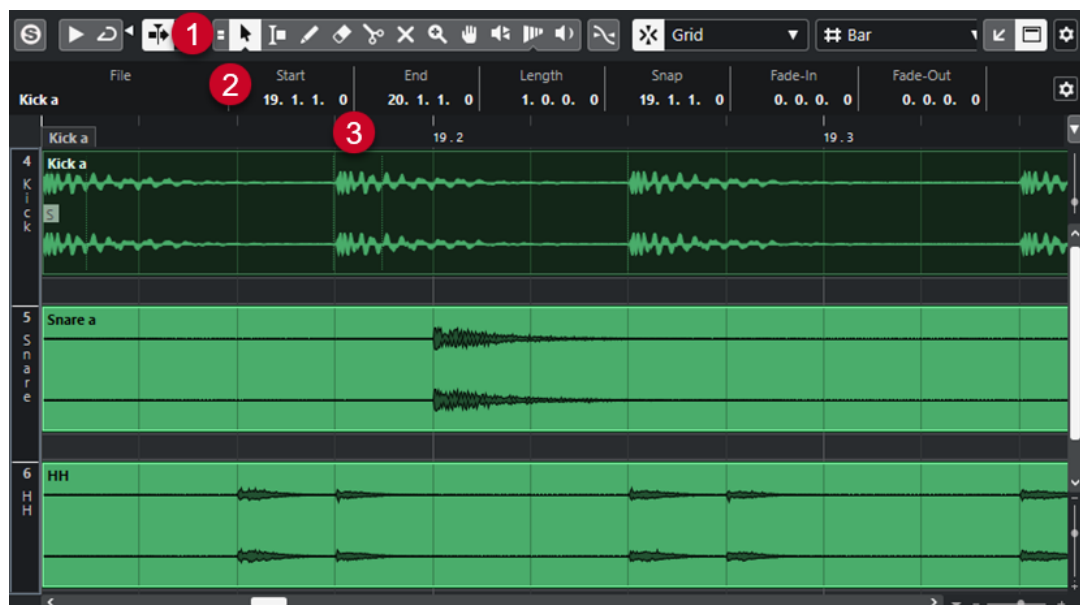 1
Grid
Bar
File
Start
End
Length
Snap
Fade-In
Fade-Out
2
Kick a
19. 1. 1. 0
20. 1. 1. 0
1. 0. 0. 0
19. 1. 1. 0
0. 0. 0. 0
0. 0. 0. 0
Kick a
3
19.2
19.3
4
Kick
Kick a
S
5
Snare
Snare a
6
HH
HH